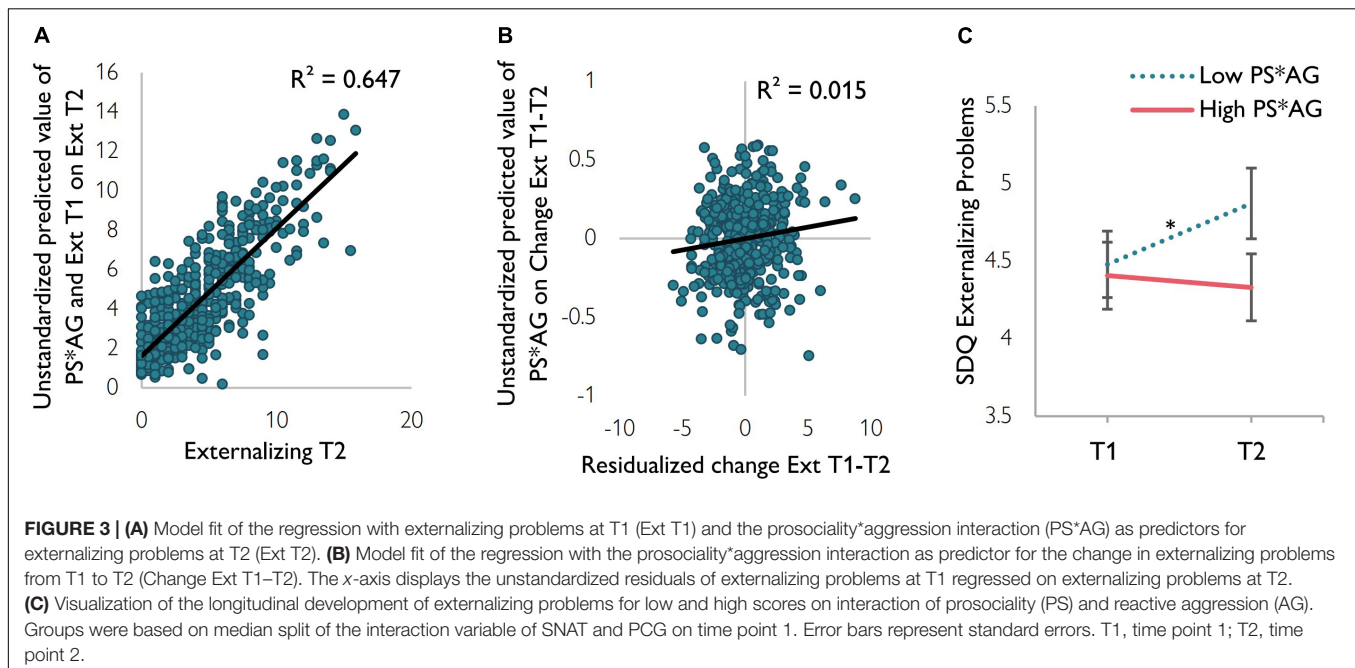 A
Unstandardized predicted value of
PS*AG and Ext T1 on Ext T2
16
14
12
10
8
6
4
2
0
R² = 0.647
0
10
20
Externalizing T2
B
Unstandardized predicted value of
PS*AG on Change Ext T1-T2
1
0.5
0
-0.5
-1
R² = 0.015
-10
-5
0
5
10
Residualized change Ext T1-T2
C
Low PS*AG
High PS*AG
SDQ Externalizing Problems
5.5
5
4.5
4
3.5
*
T1
T2
FIGURE 3 | (A) Model fit of the regression with externalizing problems at T1 (Ext T1) and the prosociality*aggression interaction (PS*AG) as predictors for
externalizing problems at T2 (Ext T2). (B) Model fit of the regression with the prosociality*aggression interaction as predictor for the change in externalizing problems
from T1 to T2 (Change Ext T1–T2). The x-axis displays the unstandardized residuals of externalizing problems at T1 regressed on externalizing problems at T2.
(C) Visualization of the longitudinal development of externalizing problems for low and high scores on interaction of prosociality (PS) and reactive aggression (AG).
Groups were based on median split of the interaction variable of SNAT and PCG on time point 1. Error bars represent standard errors. T1, time point 1; T2, time
point 2.